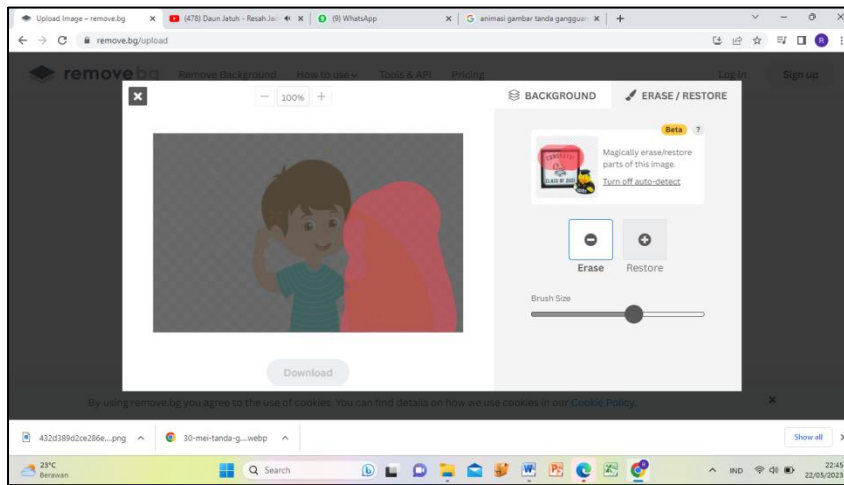 Upload Image – remove.bg
(478) Daun Jatuh - Resah Jac
(9) WhatsApp
animasi gambar tanda ganggua
remove.bg/upload
removebg Remove Background How to use Tools & API Pricing Log in Sign up
100%
BACKGROUND
ERASE / RESTORE
Beta ?
Magically erase/restore
parts of this image.
Turn off auto-detect
CLASS OF
Erase
Restore
Brush Size
Download
By using remove.bg you agree to the use of cookies. You can find details on how we use cookies in our Cookie Policy.
432d389d2ce286e....png
30-mei-tanda-g....webp
Show all
23°C
Berawan
Search
IND
22:45
22/05/2023